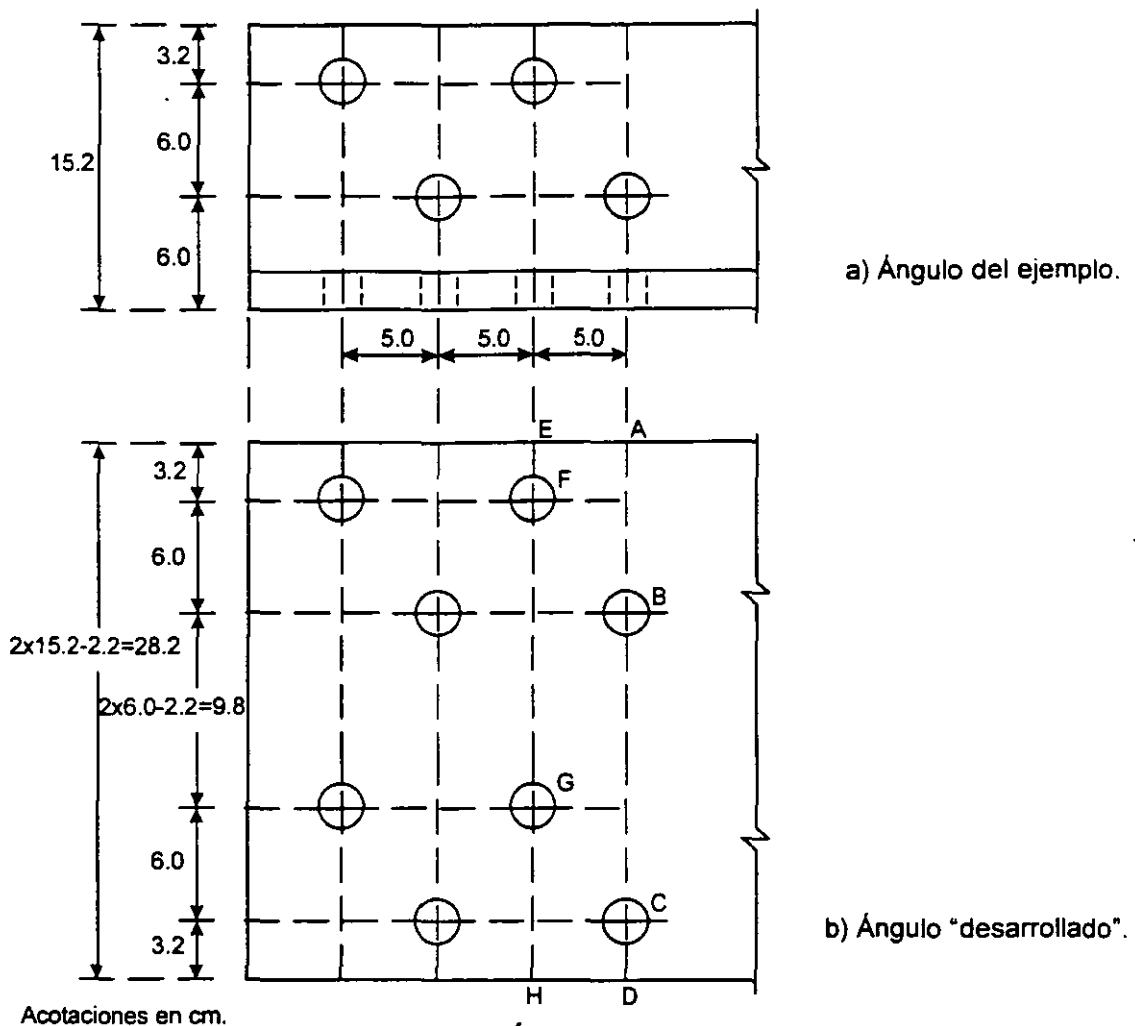 3.2
6.0
15.2
6.0
a) Ángulo del ejemplo.
5.0 5.0 5.0
E A
3.2
F
6.0
B
2x15.2-2.2=28.2
2x6.0-2.2=9.8
G
6.0
C
b) Ángulo "desarrollado".
3.2
H D
Acotaciones en cm.